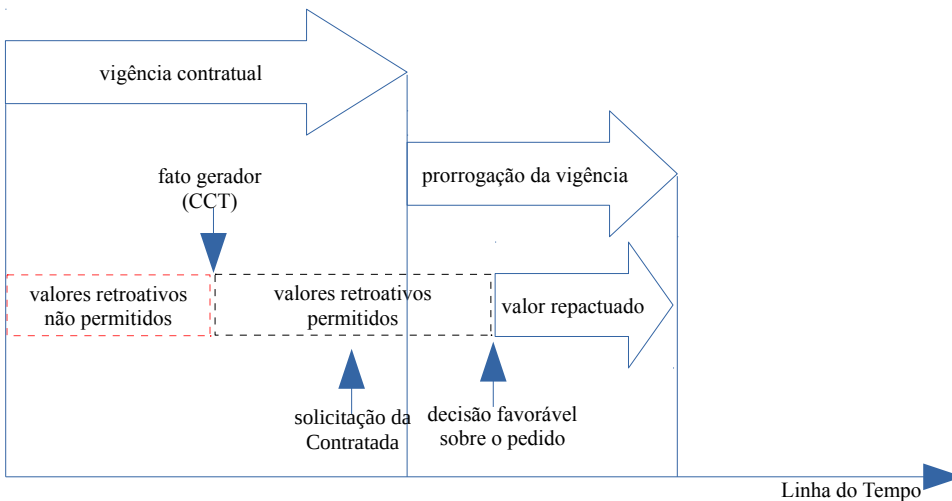 vigência contratual
prorrogação da vigência
fato gerador
(CCT)
valores retroativos
não permitidos
valores retroativos
permitidos
valor repactuado
solicitação da
Contratada
decisão favorável
sobre o pedido
Linha do Tempo